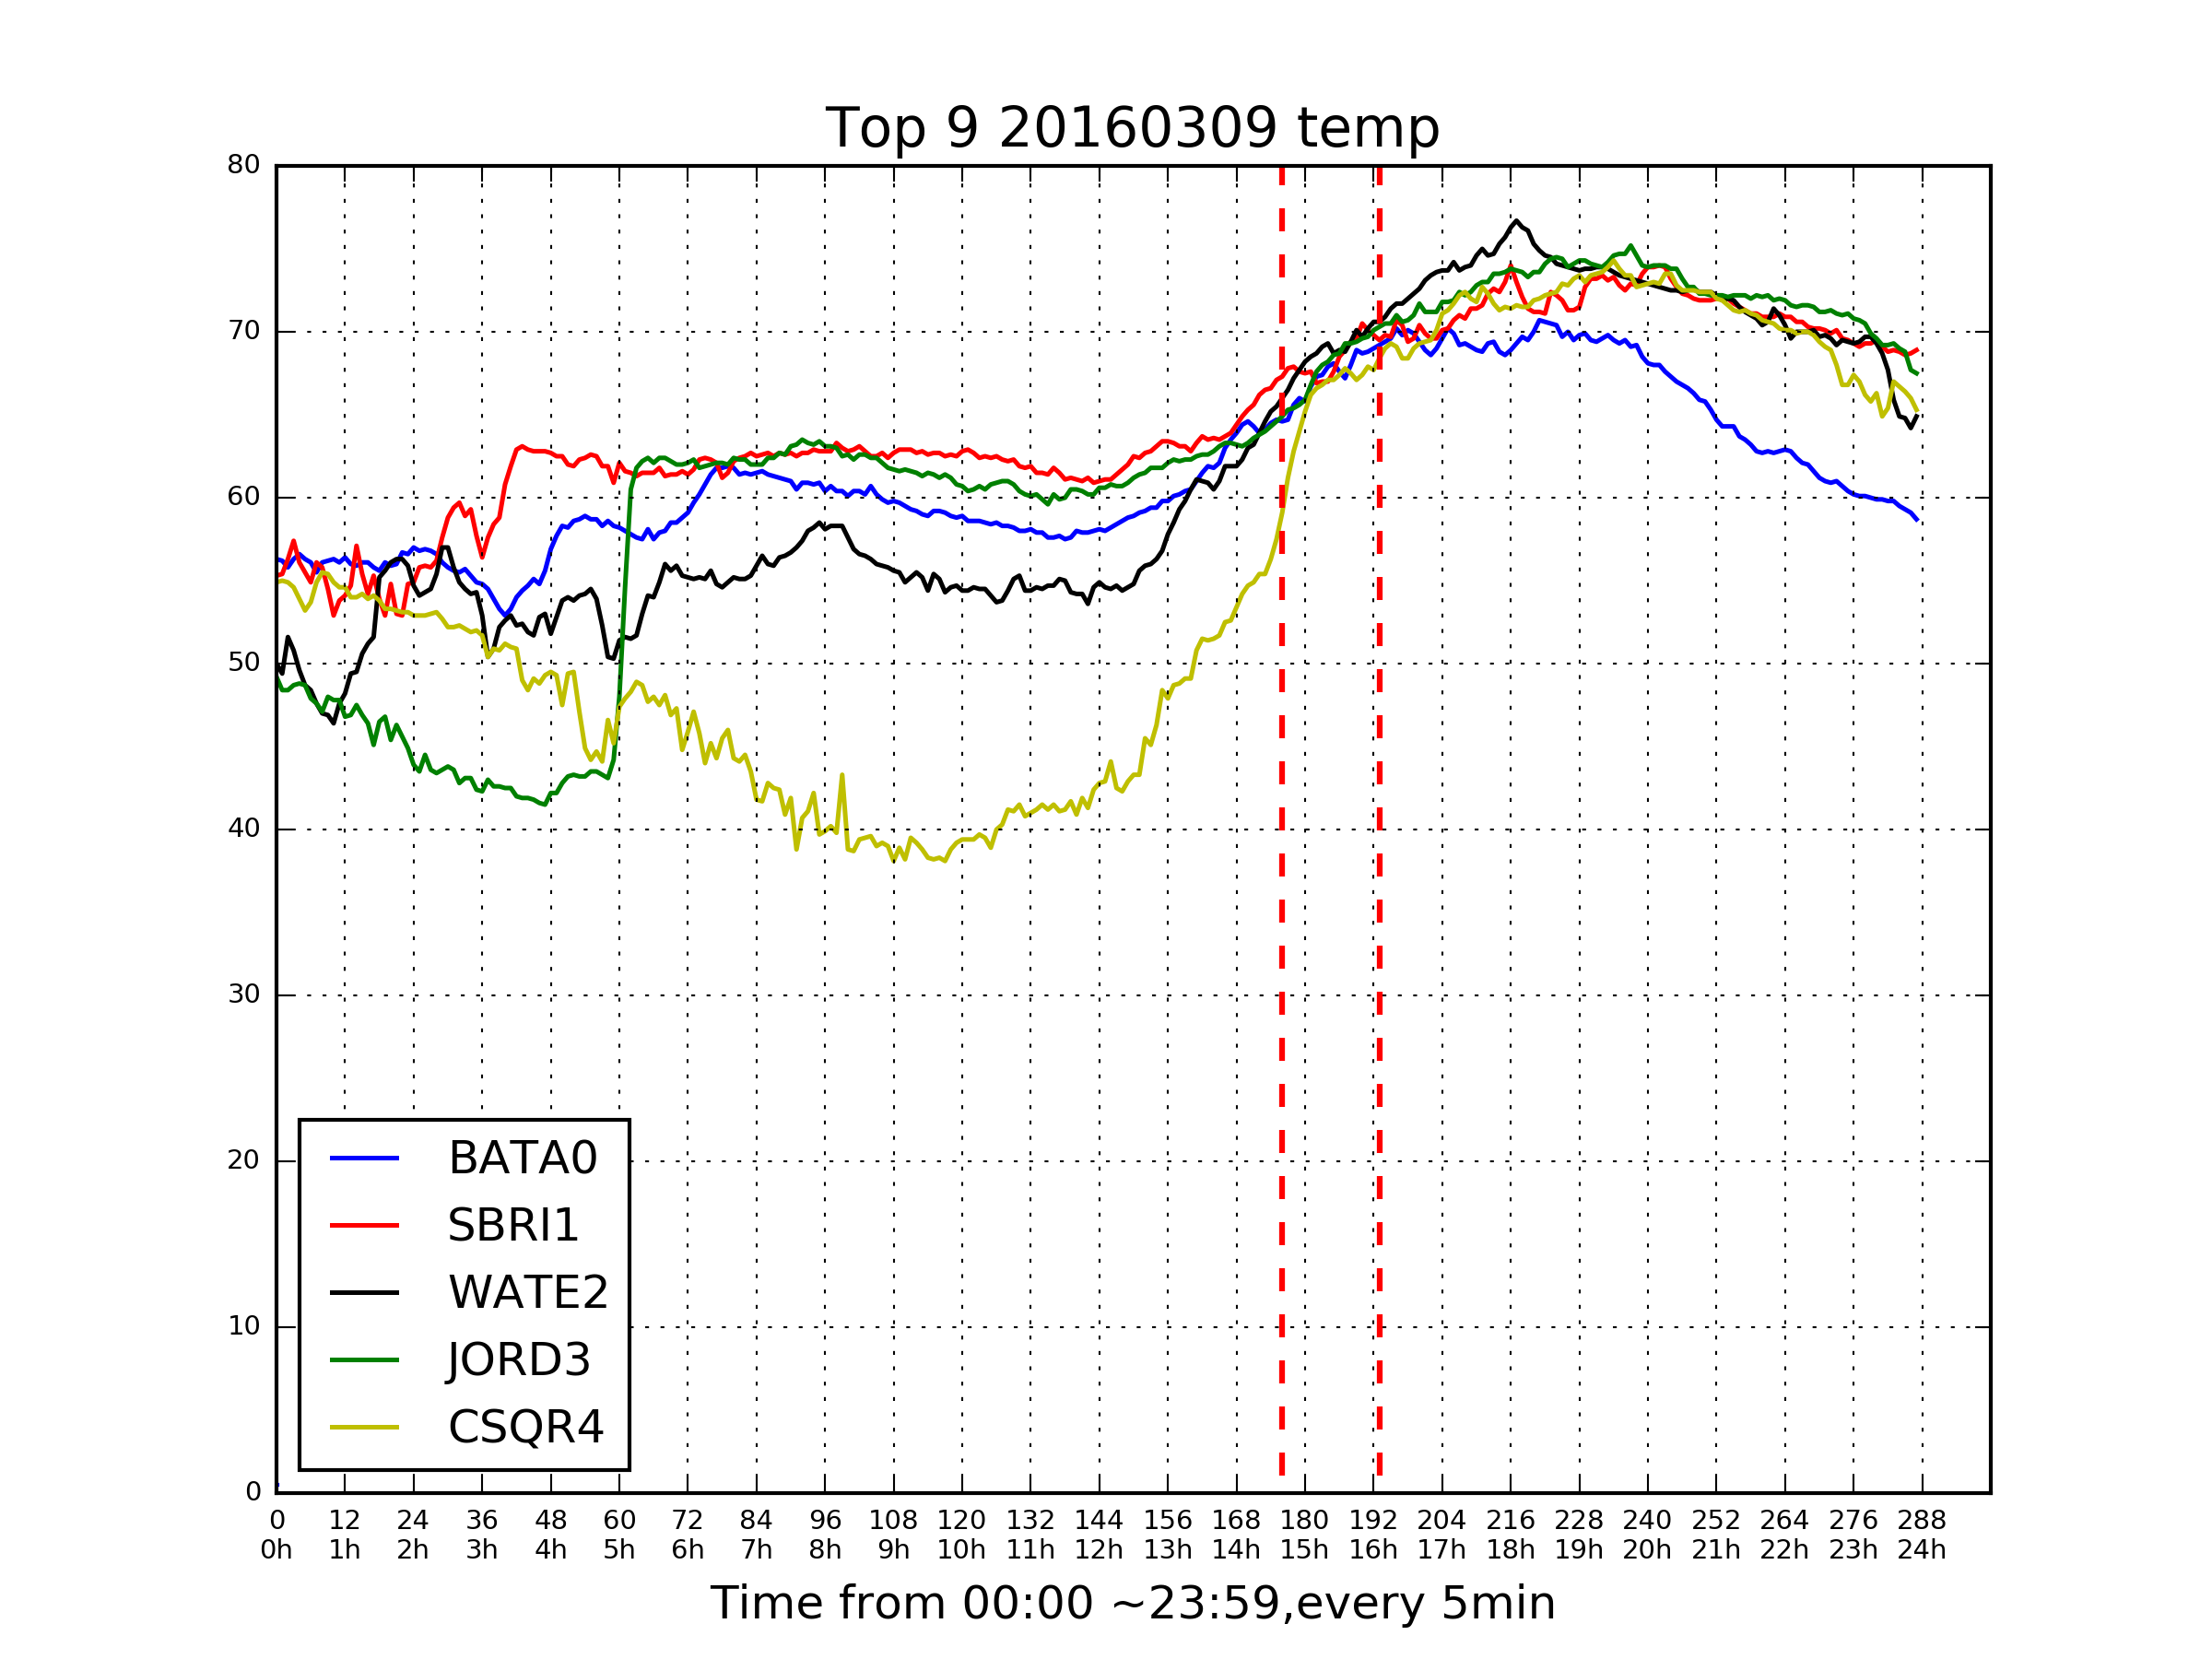 Top 9 20160309 temp
80
70
60
50
40
30
20
10
0
BATA0
SBRI1
WATE2
JORD3
CSQR4
0 12 24 36 48 60 72 84 96 108 120 132 144 156 168 180 192 204 216 228 240 252 264 276 288
0h 1h 2h 3h 4h 5h 6h 7h 8h 9h 10h 11h 12h 13h 14h 15h 16h 17h 18h 19h 20h 21h 22h 23h 24h
Time from 00:00 ~23:59,every 5min